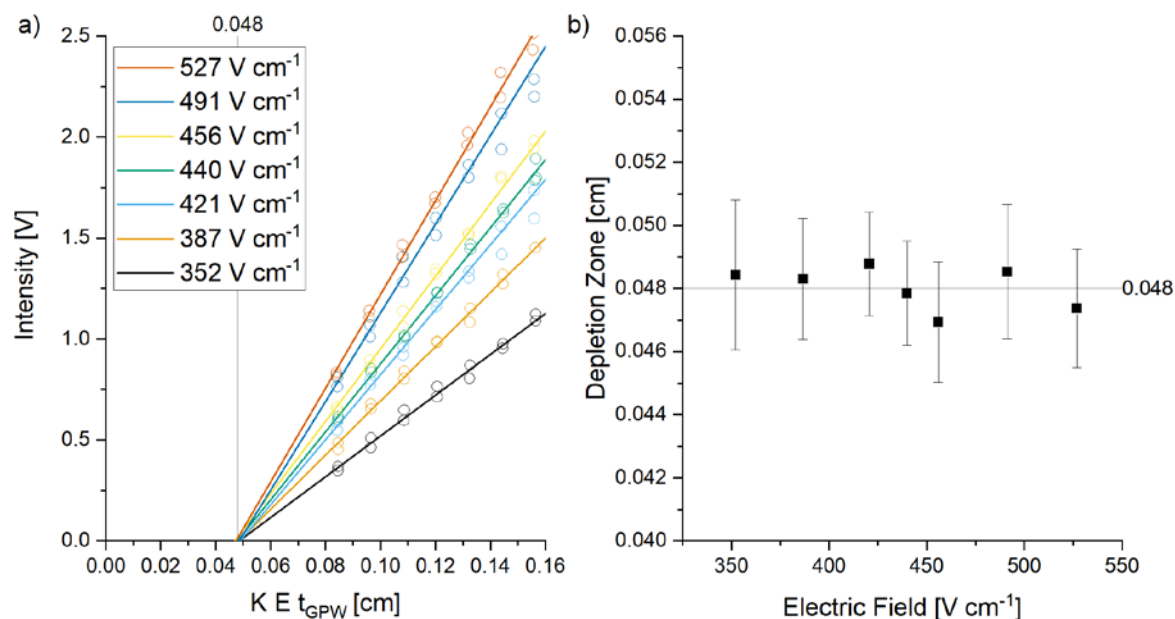 a)
0.048
2.5
2.0
1.5
1.0
0.5
0.0
Intensity [V]
527 V cm⁻¹
491 V cm⁻¹
456 V cm⁻¹
440 V cm⁻¹
421 V cm⁻¹
387 V cm⁻¹
352 V cm⁻¹
0.00 0.02 0.04 0.06 0.08 0.10 0.12 0.14 0.16
K E t_GPW [cm]
b)
0.056
0.054
0.052
0.050
0.048
0.046
0.044
0.042
0.040
Depletion Zone [cm]
0.048
350 400 450 500 550
Electric Field [V cm⁻¹]